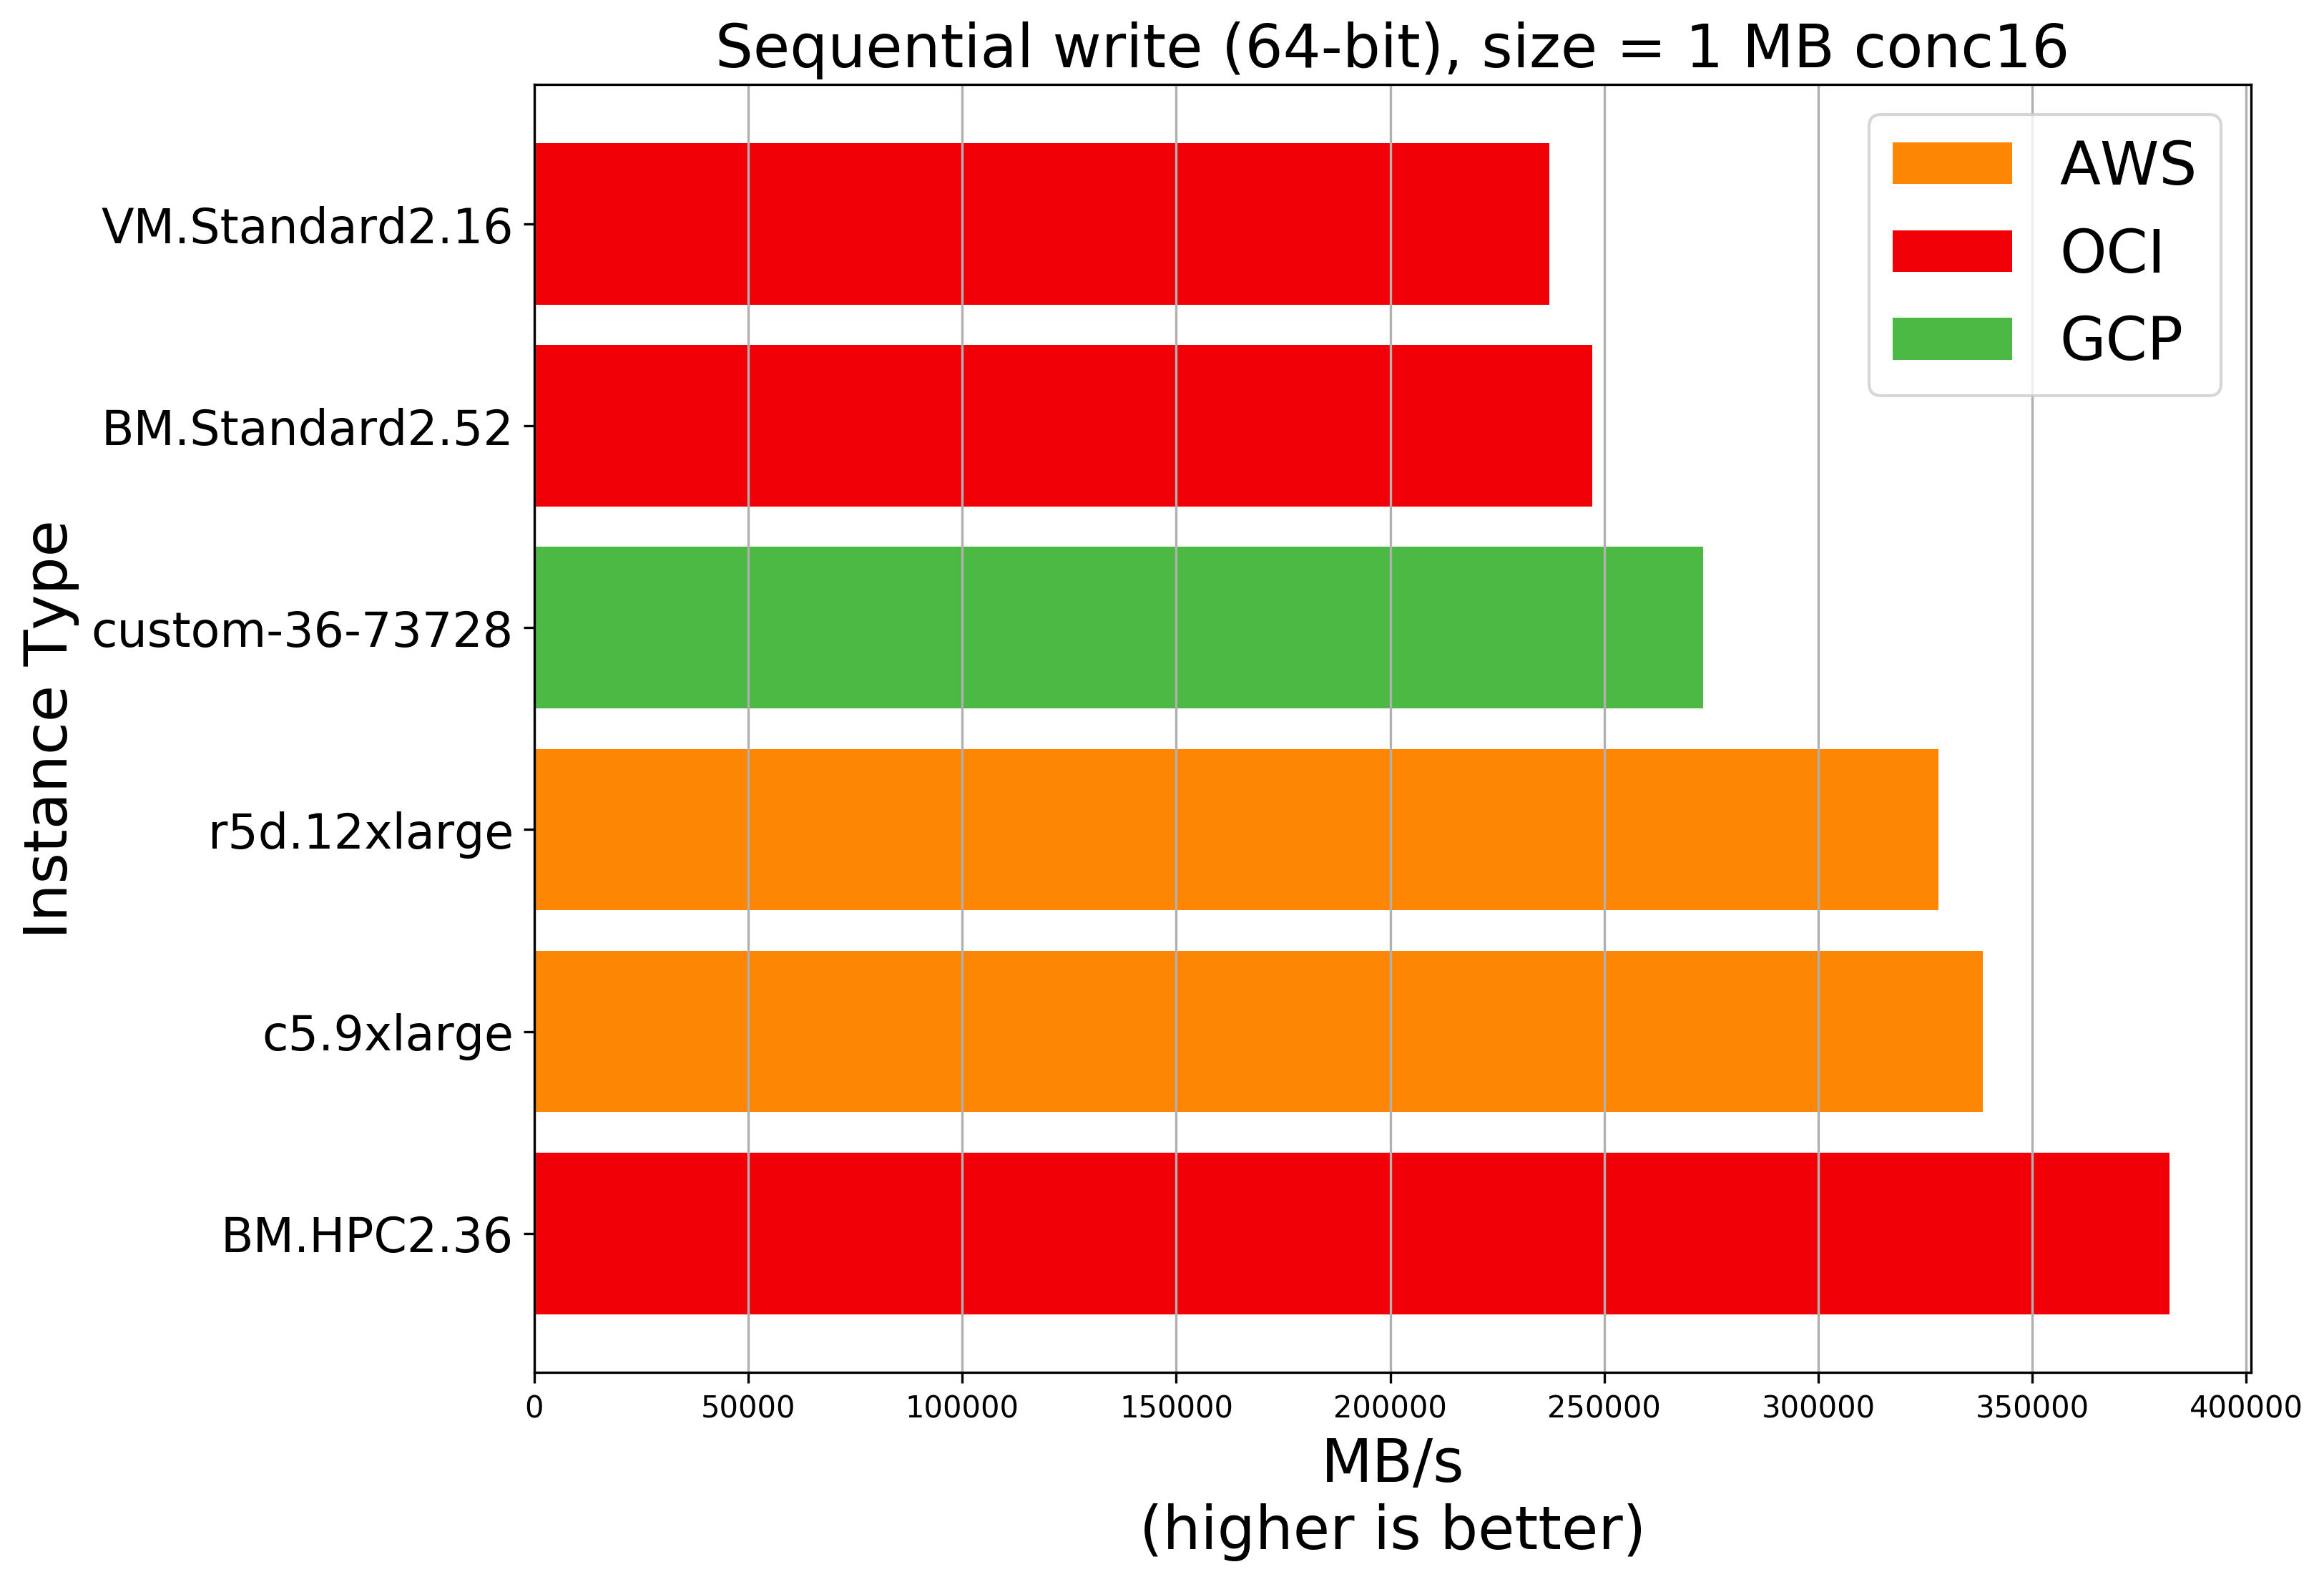 Sequential write (64-bit), size = 1 MB conc16
AWS
OCI
GCP
Instance Type
VM.Standard2.16
BM.Standard2.52
custom-36-73728
r5d.12xlarge
c5.9xlarge
BM.HPC2.36
0 50000 100000 150000 200000 250000 300000 350000 400000
MB/s
(higher is better)